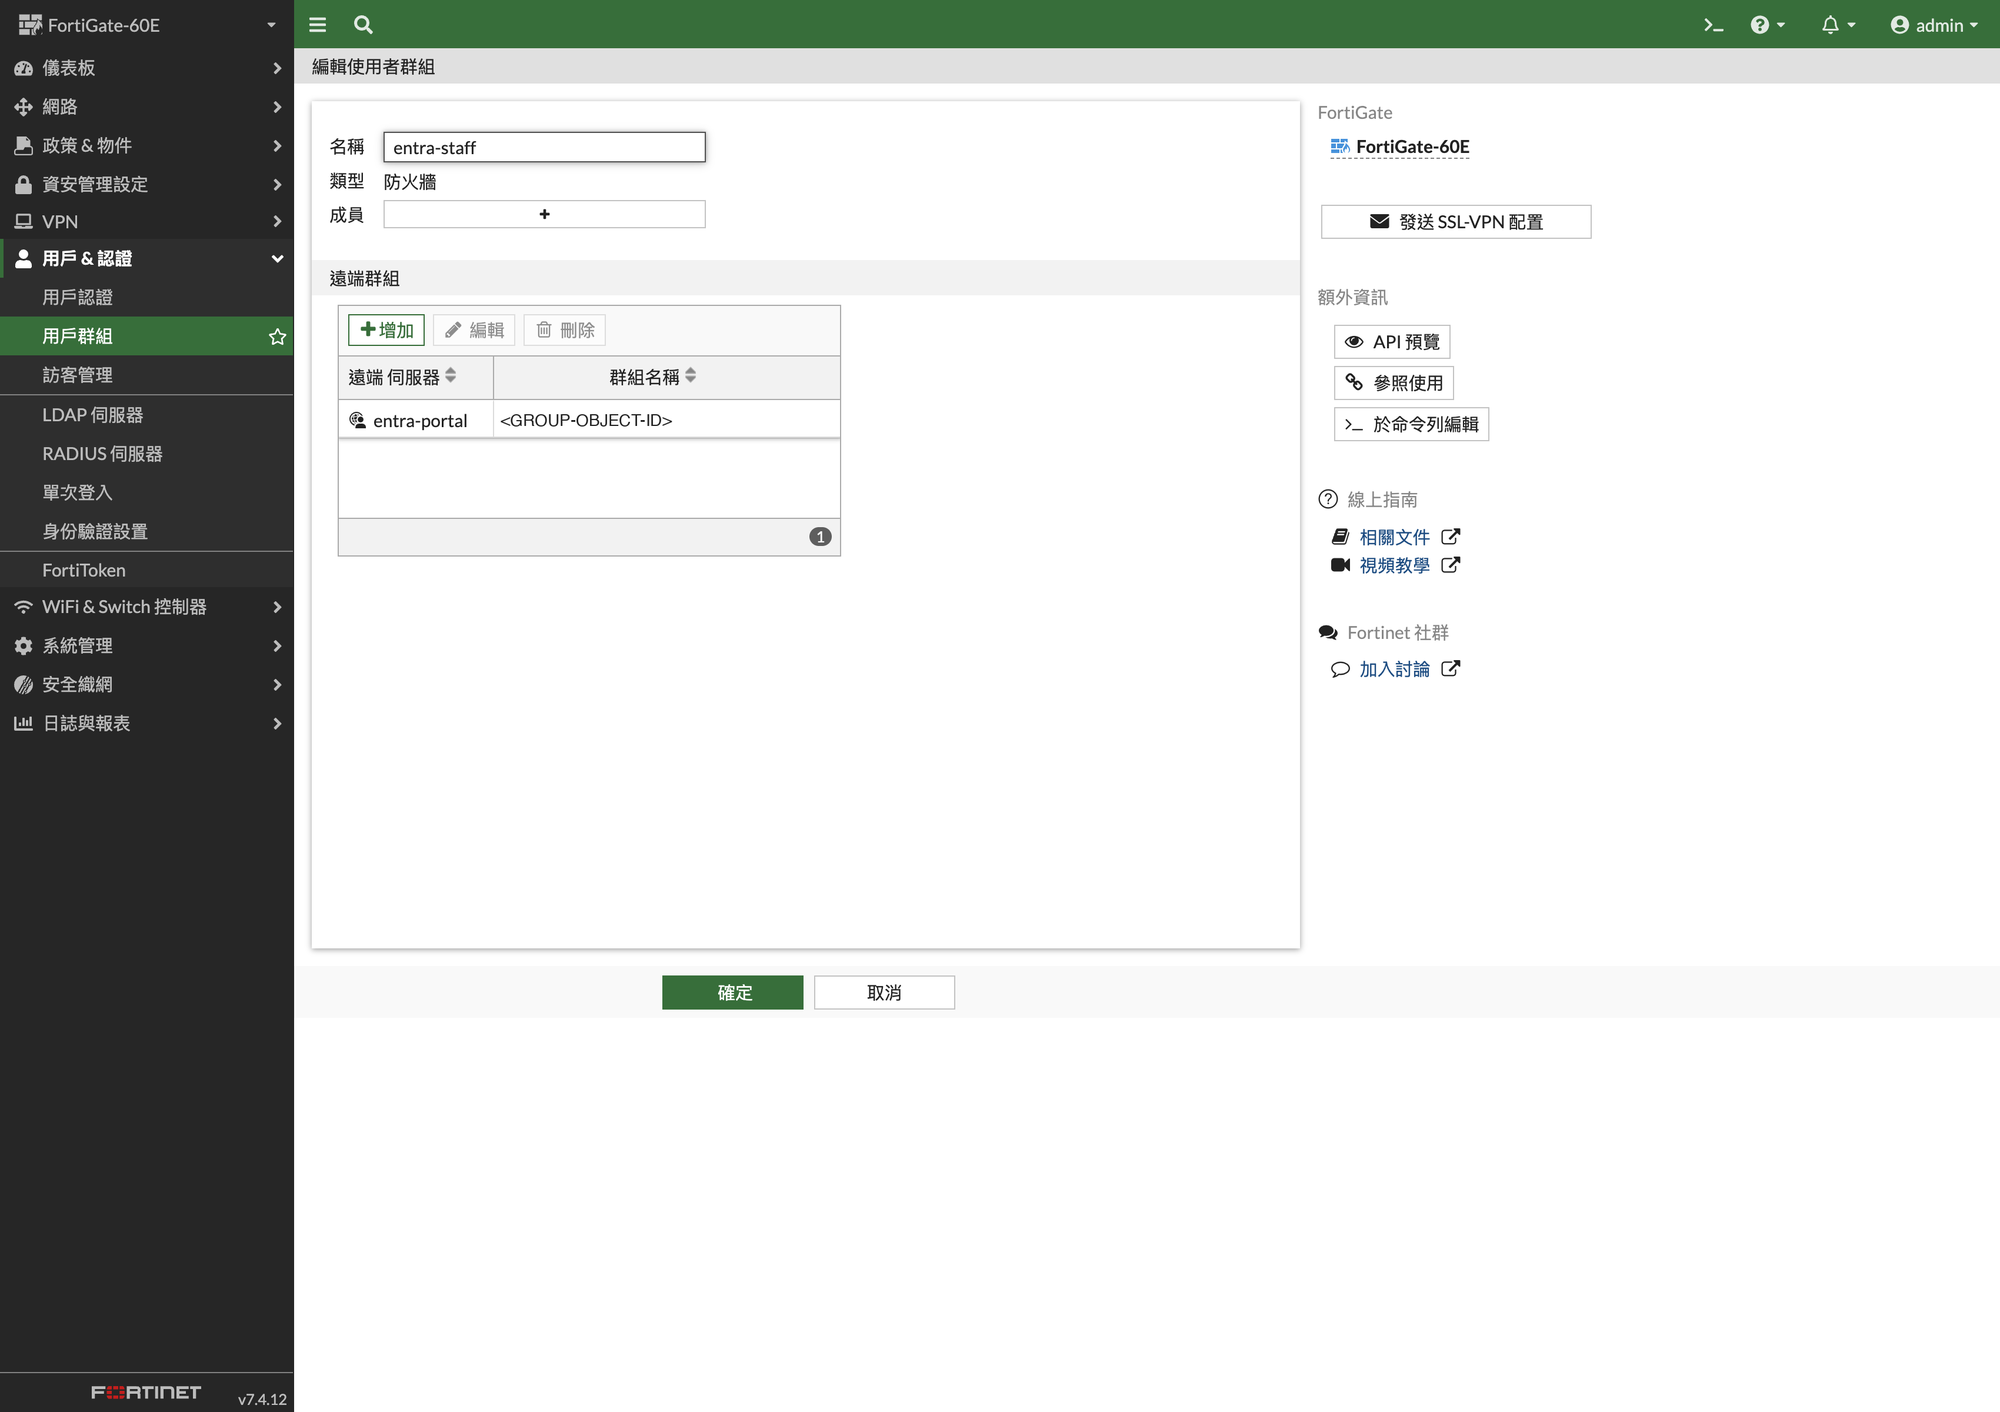 FortiGate-60E
admin
儀表板
網路
政策 & 物件
資安管理設定
VPN
用戶 & 認證
用戶認證
用戶群組
訪客管理
LDAP 伺服器
RADIUS 伺服器
單次登入
身份驗證設置
FortiToken
WiFi & Switch 控制器
系統管理
安全織網
日誌與報表
FORTINET
v7.4.12
編輯使用者群組
名稱 entra-staff
類型 防火牆
成員
遠端群組
增加 編輯 刪除
遠端 伺服器 群組名稱
entra-portal <GROUP-OBJECT-ID>
1
確定 取消
FortiGate
FortiGate-60E
發送 SSL-VPN 配置
額外資訊
API 預覽
參照使用
於命令列編輯
線上指南
相關文件
視頻教學
Fortinet 社群
加入討論